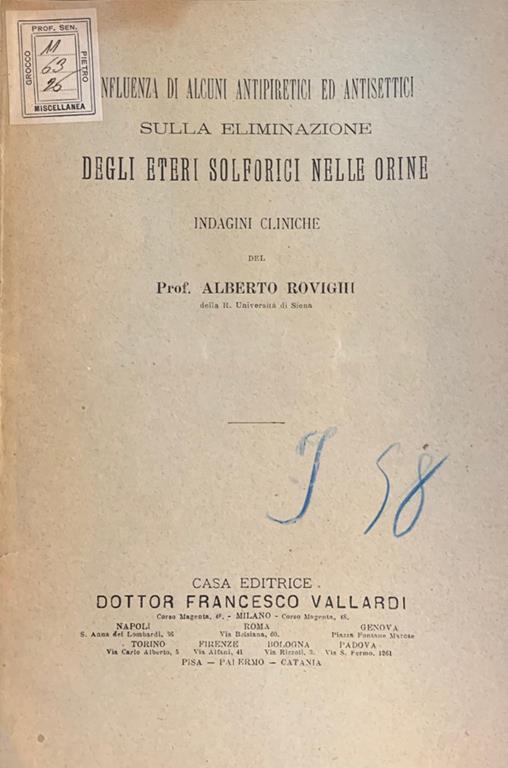 PROF. SEN.
GROCCO
PIETRO
M
63
26
MISCELLANEA
NFLUENZA DI ALCUNI ANTIPIRETICI ED ANTISETTICI
SULLA ELIMINAZIONE
DEGLI ETERI SOLFORICI NELLE ORINE
INDAGINI CLINICHE
DEL
Prof. ALBERTO ROVIGHI
della R. Università di Siena
J 58
CASA EDITRICE
DOTTOR FRANCESCO VALLARDI
Corso Magenta, 48. - MILANO - Corso Magenta, 48.
NAPOLI ROMA GENOVA
S. Anna dei Lombardi, 36 Via Bolsiana, 60. Piazza Fontane Marose
TORINO FIRENZE BOLOGNA PADOVA
Via Carlo Alberto, 5 Via Alfani, 41 Via Rizzoli, 3. Via S. Fermo, 1261
PISA — PALERMO — CATANIA